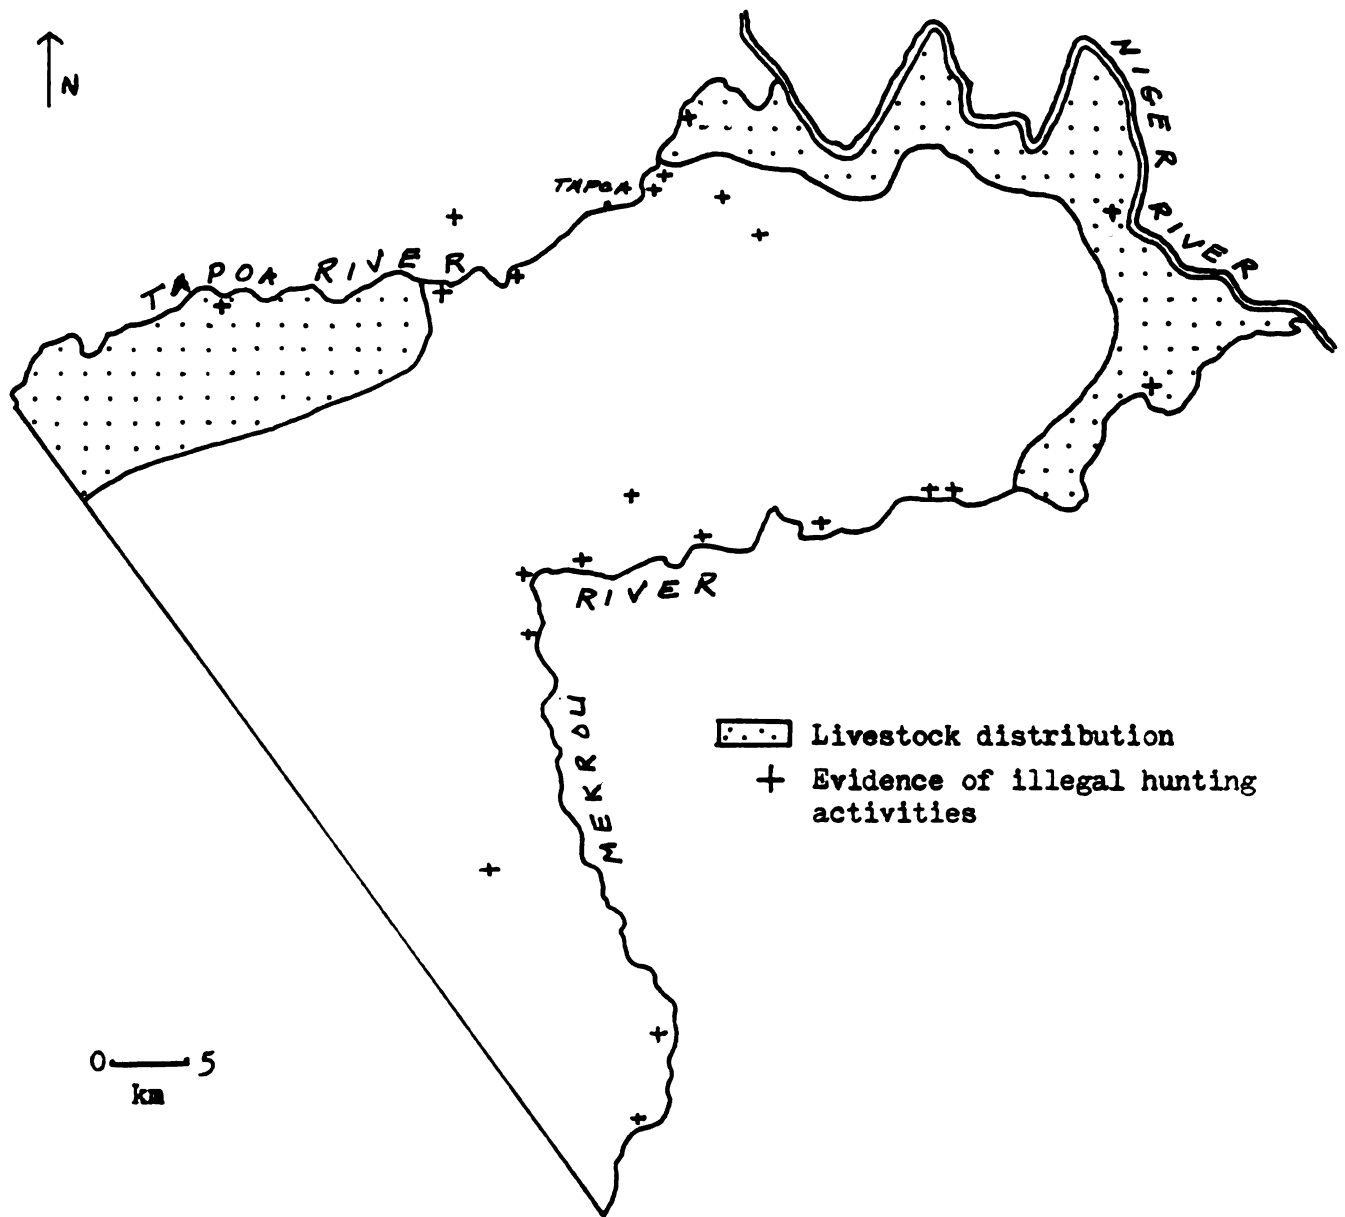 N
NIGER RIVER
TAPOA
TAPOA RIVER
RIVER
MEKROU
Livestock distribution
+ Evidence of illegal hunting
activities
0 5
km